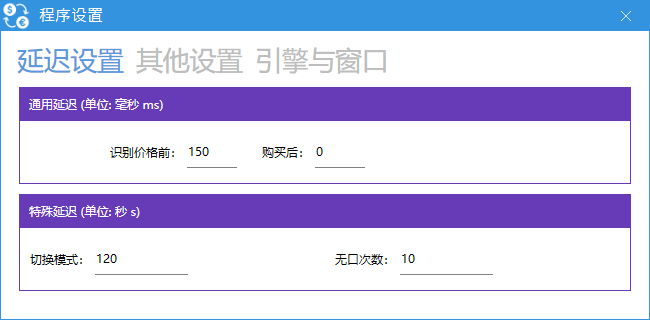 程序设置
延迟设置 其他设置 引擎与窗口
通用延迟 (单位: 毫秒 ms)
识别价格前: 150 购买后: 0
特殊延迟 (单位: 秒 s)
切换模式: 120 无口次数: 10